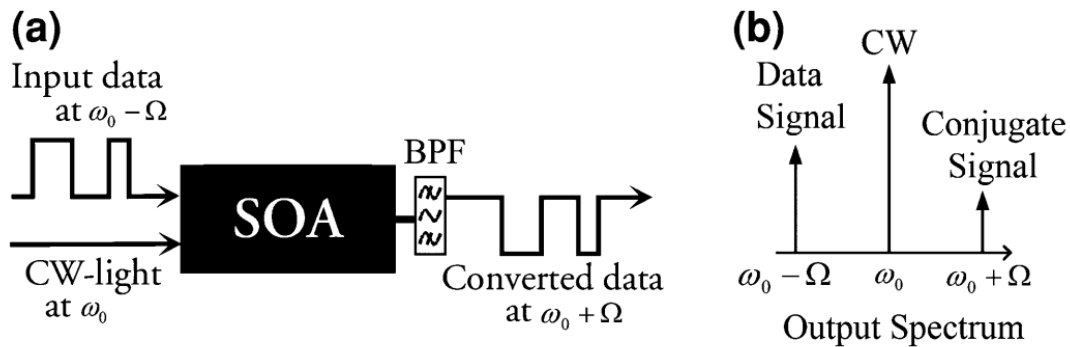 (a)
Input data
at ω₀ − Ω
BPF
SOA
CW-light
at ω₀
Converted data
at ω₀ + Ω
(b)
CW
Data
Signal
Conjugate
Signal
ω₀ − Ω
ω₀
ω₀ + Ω
Output Spectrum